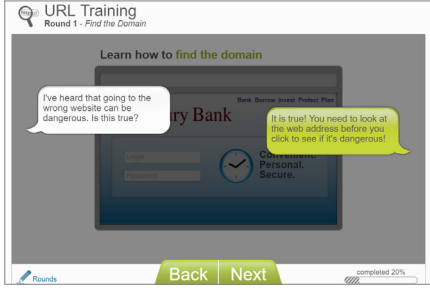 URL Training
Round 1 - Find the Domain
Learn how to find the domain
I've heard that going to the
wrong website can be
dangerous. Is this true?
Bank Borrow Invest Protect Plan
ry Bank
It is true! You need to look at
the web address before you
click to see if it's dangerous!
Login
Password
Convenient.
Personal.
Secure.
Rounds
Back
Next
completed 20%